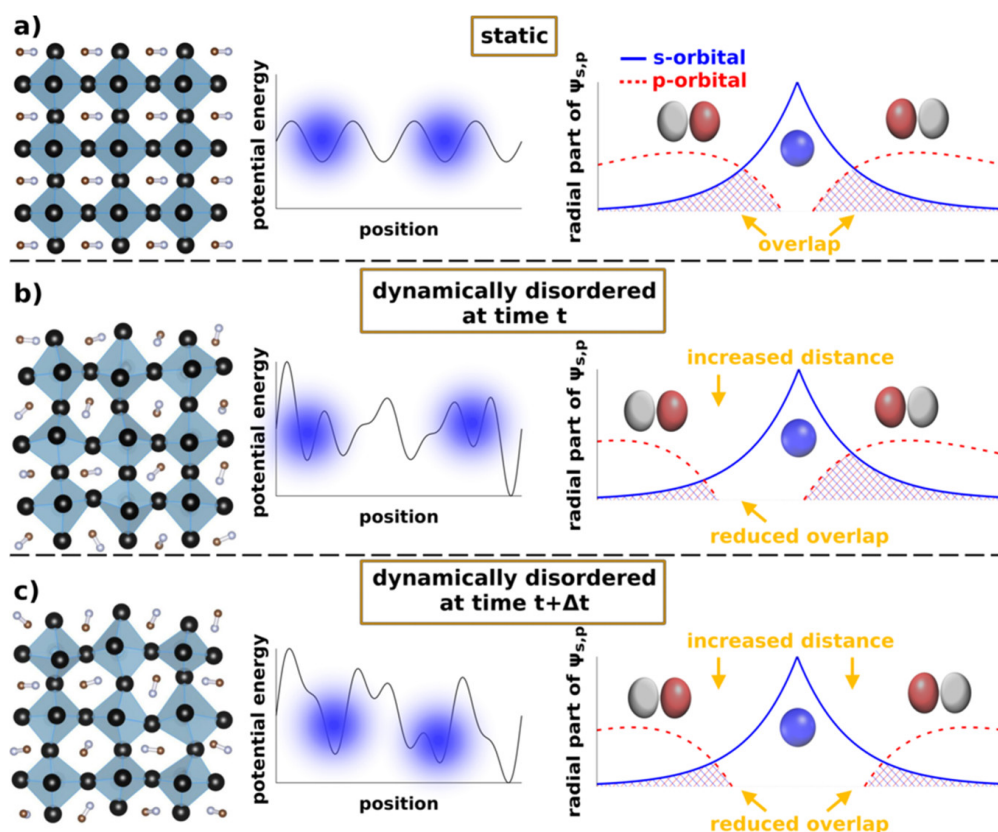 a)
static
potential energy
position
radial part of Ψs,p
s-orbital
p-orbital
overlap
b)
dynamically disordered
at time t
potential energy
position
radial part of Ψs,p
increased distance
reduced overlap
c)
dynamically disordered
at time t+Δt
potential energy
position
radial part of Ψs,p
increased distance
reduced overlap